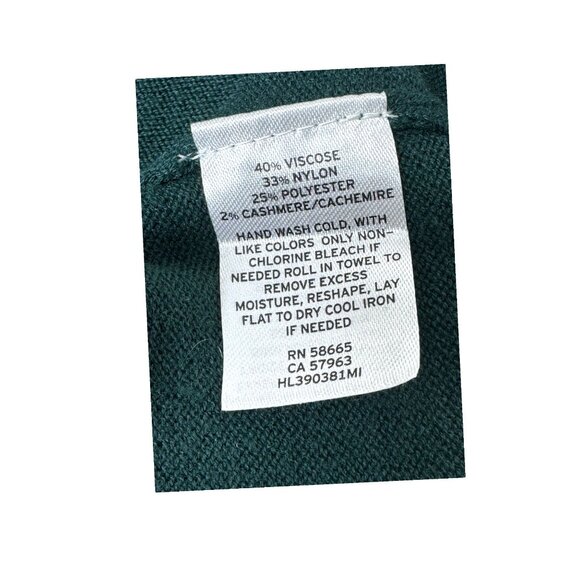 40% VISCOSE
33% NYLON
25% POLYESTER
2% CASHMERE/CACHEMIRE
HAND WASH COLD, WITH
LIKE COLORS ONLY NON-
CHLORINE BLEACH IF
NEEDED ROLL IN TOWEL TO
REMOVE EXCESS
MOISTURE, RESHAPE, LAY
FLAT TO DRY COOL IRON
IF NEEDED
RN 58665
CA 57963
HL390381MI